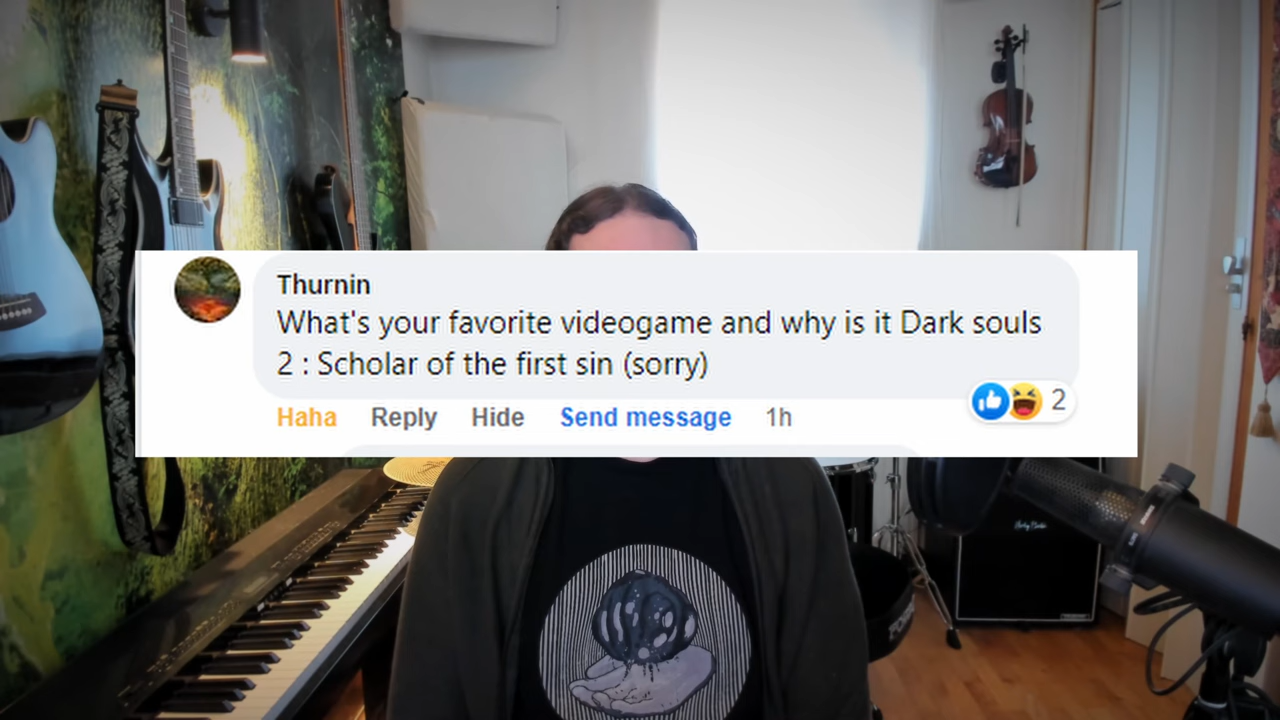 Thurnin
What's your favorite videogame and why is it Dark souls
2 : Scholar of the first sin (sorry)
Haha Reply Hide Send message 1h 2